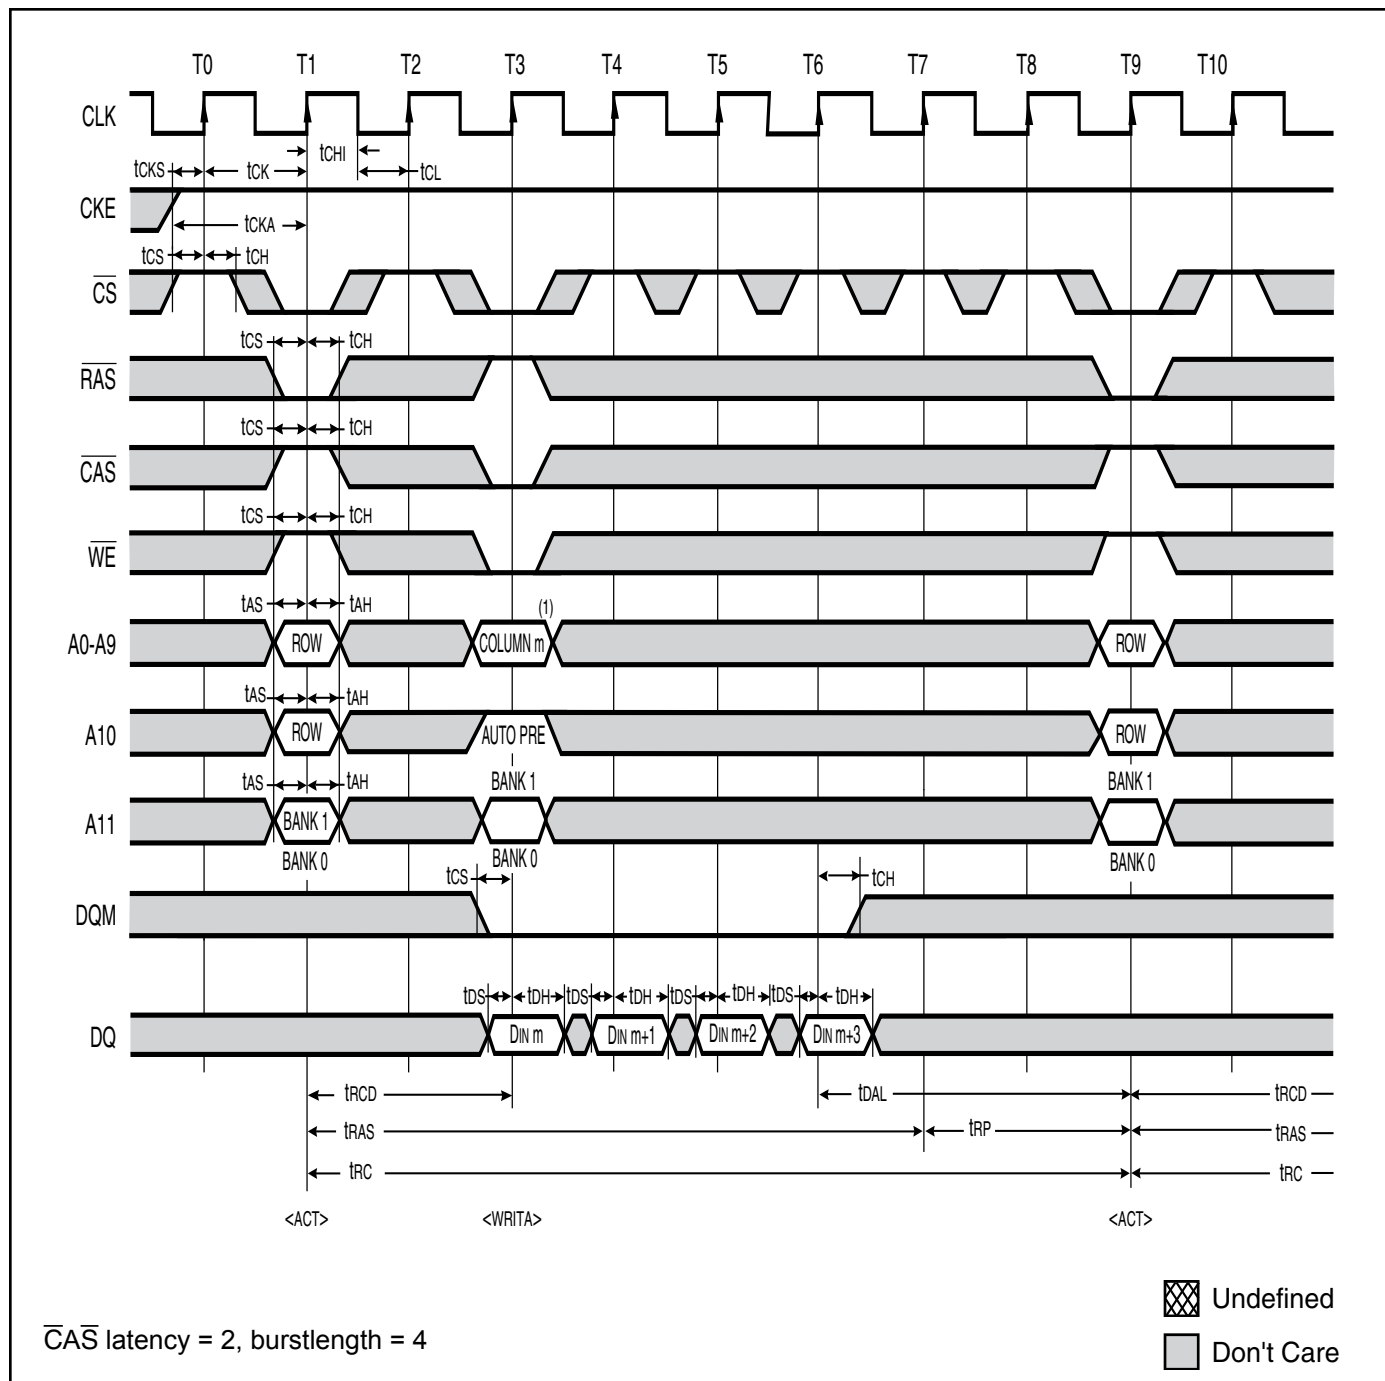 T0 T1 T2 T3 T4 T5 T6 T7 T8 T9 T10
CLK
tCHI
tCKS tCK tCL
CKE
tCKA
tCS tCH
CS
tCS tCH
RAS
tCS tCH
CAS
tCS tCH
WE
tAS tAH (1)
A0-A9 ROW COLUMN m ROW
tAS tAH
A10 ROW AUTO PRE ROW
tAS tAH BANK 1 BANK 1
A11 BANK 1
BANK 0 BANK 0 BANK 0
tCS tCH
DQM
tDS tDH tDS tDH tDS tDH tDS tDH
DQ DIN m DIN m+1 DIN m+2 DIN m+3
tRCD tDAL tRCD
tRAS tRP tRAS
tRC tRC
<ACT> <WRITA> <ACT>
Undefined
CAS latency = 2, burstlength = 4
Don't Care